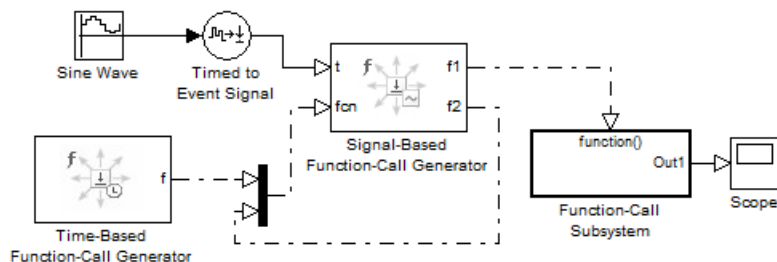 Sine Wave
Timed to
Event Signal
t
f1
fcn
f2
Signal-Based
Function-Call Generator
f
Time-Based
Function-Call Generator
function()
Out1
Function-Call
Subsystem
Scope